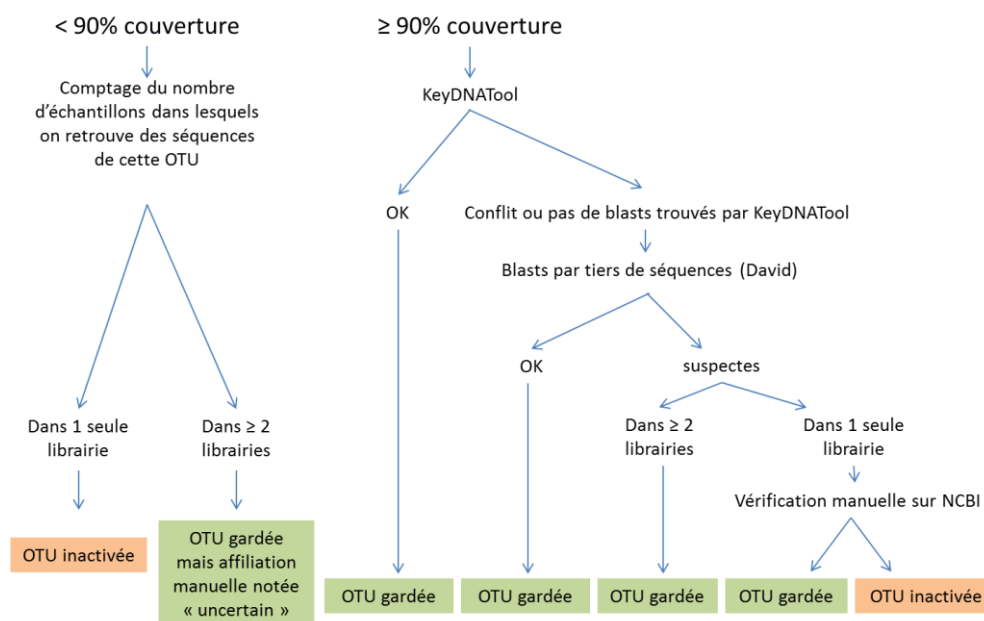 < 90% couverture
Comptage du nombre
d'échantillons dans lesquels
on retrouve des séquences
de cette OTU
Dans 1 seule
librairie
Dans ≥ 2
librairies
OTU inactivée
OTU gardée
mais affiliation
manuelle notée
« uncertain »
≥ 90% couverture
KeyDNATool
OK
Conflit ou pas de blasts trouvés par KeyDNATool
Blasts par tiers de séquences (David)
OK
suspectes
Dans ≥ 2
librairies
Dans 1 seule
librairie
Vérification manuelle sur NCBI
OTU gardée
OTU gardée
OTU gardée
OTU gardée
OTU inactivée